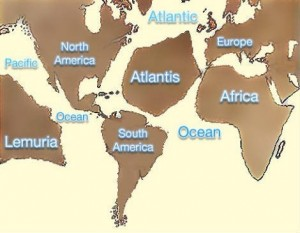 Atlantic
North
America
Europe
Pacific
Atlantis
Africa
Ocean
Lemuria
South
America
Ocean